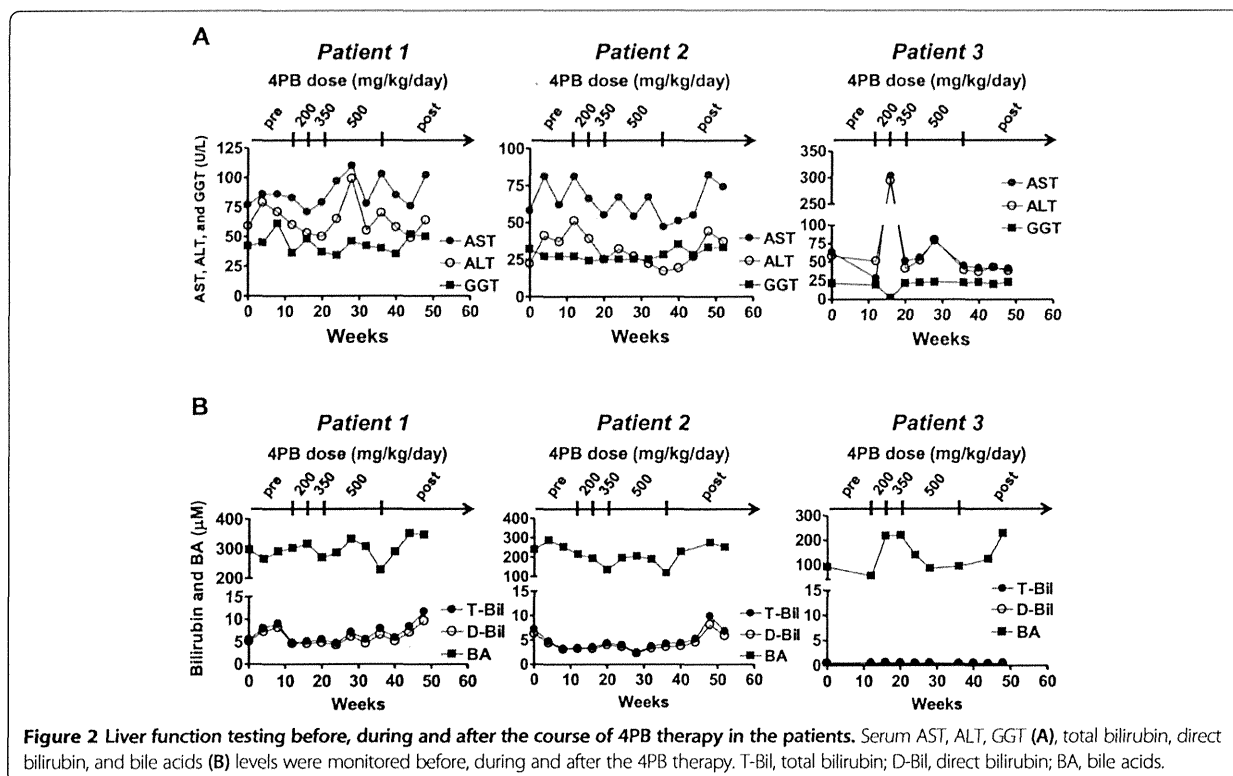 A
Patient 1
4PB dose (mg/kg/day)
pre 200 350 500 post
AST, ALT, and GGT (U/L)
125
100
75
50
25
0
AST
ALT
GGT
0 10 20 30 40 50 60
Weeks
Patient 2
4PB dose (mg/kg/day)
pre 200 350 500 post
100
75
50
25
0
AST
ALT
GGT
0 10 20 30 40 50 60
Weeks
Patient 3
4PB dose (mg/kg/day)
pre 200 350 500 post
350
300
250
200
100
75
50
25
0
AST
ALT
GGT
0 10 20 30 40 50 60
Weeks
B
Patient 1
4PB dose (mg/kg/day)
pre 200 350 500 post
Bilirubin and BA (μM)
400
300
200
15
10
5
0
T-Bil
D-Bil
BA
0 10 20 30 40 50 60
Weeks
Patient 2
4PB dose (mg/kg/day)
pre 200 350 500 post
400
300
200
100
15
10
5
0
T-Bil
D-Bil
BA
0 10 20 30 40 50 60
Weeks
Patient 3
4PB dose (mg/kg/day)
pre 200 350 500 post
500
400
300
200
100
15
10
5
0
T-Bil
D-Bil
BA
0 10 20 30 40 50 60
Weeks
Figure 2 Liver function testing before, during and after the course of 4PB therapy in the patients. Serum AST, ALT, GGT (A), total bilirubin, direct
bilirubin, and bile acids (B) levels were monitored before, during and after the 4PB therapy. T-Bil, total bilirubin; D-Bil, direct bilirubin; BA, bile acids.